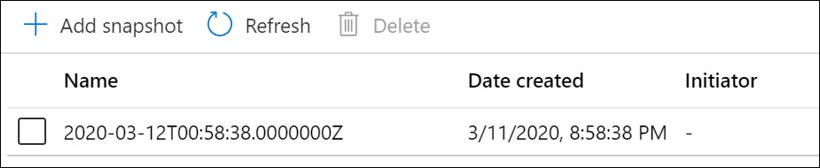 Add snapshot Refresh Delete
Name Date created Initiator
2020-03-12T00:58:38.0000000Z 3/11/2020, 8:58:38 PM -